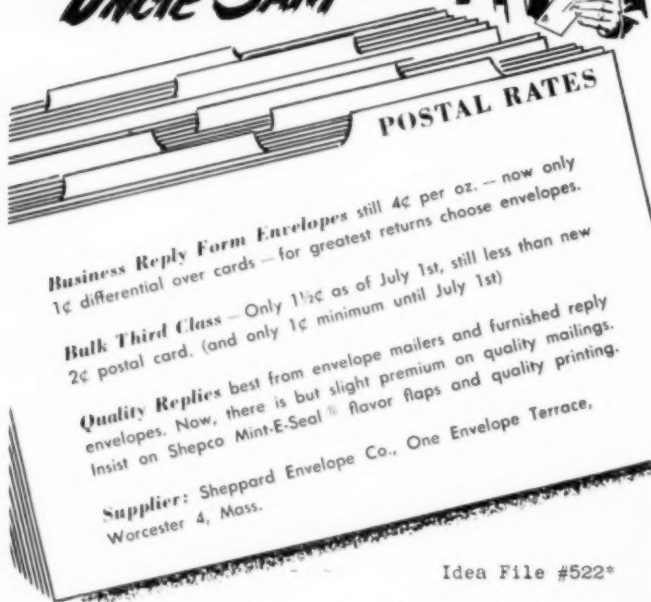 UNCLE SAM
POSTAL RATES
Business Reply Form Envelopes still 4¢ per oz. — now only
1¢ differential over cards — for greatest returns choose envelopes.
Bulk Third Class — Only 1½¢ as of July 1st, still less than new
2¢ postal card. (and only 1¢ minimum until July 1st)
Quality Replies best from envelope mailers and furnished reply
envelopes. Now, there is but slight premium on quality mailings.
Insist on Shepco Mint-E-Seal flavor flaps and quality printing.
Supplier: Sheppard Envelope Co., One Envelope Terrace,
Worcester 4, Mass.
Idea File #522*